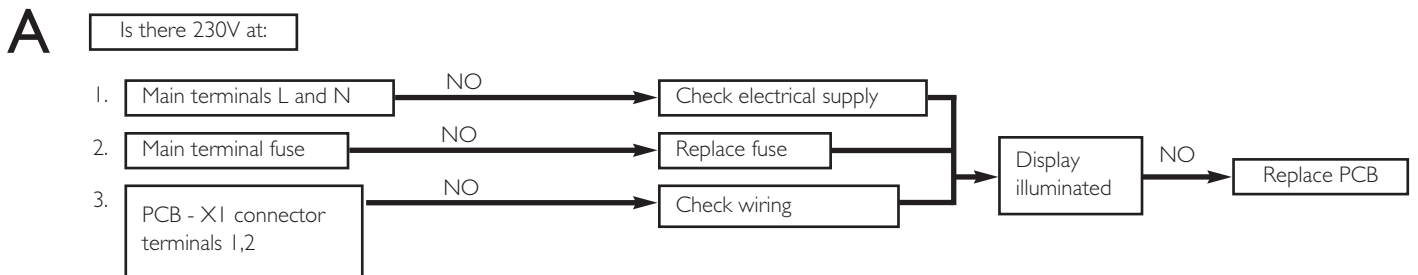 A
Is there 230V at:
1. Main terminals L and N
NO
Check electrical supply
2. Main terminal fuse
NO
Replace fuse
3. PCB - X1 connector
terminals 1,2
NO
Check wiring
Display
illuminated
NO
Replace PCB